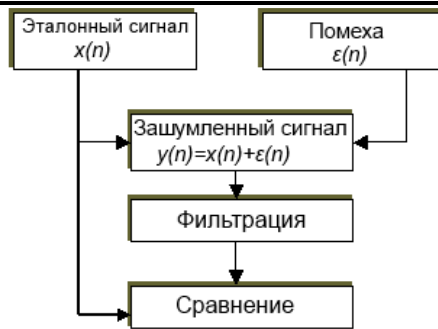 Эталонный сигнал
x(n)
Помеха
ε(n)
Зашумленный сигнал
y(n)=x(n)+ε(n)
Фильтрация
Сравнение